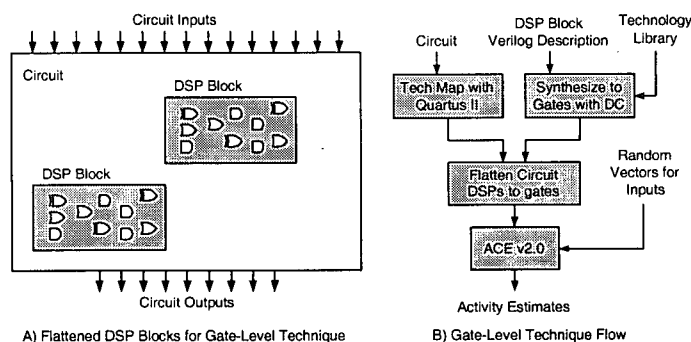 Circuit Inputs
Circuit
DSP Block
DSP Block
Circuit Outputs
A) Flattened DSP Blocks for Gate-Level Technique
Circuit
DSP Block
Verilog Description
Technology
Library
Tech Map with
Quartus II
Synthesize to
Gates with DC
Flatten Circuit
DSPs to gates
Random
Vectors for
Inputs
ACE v2.0
Activity Estimates
B) Gate-Level Technique Flow